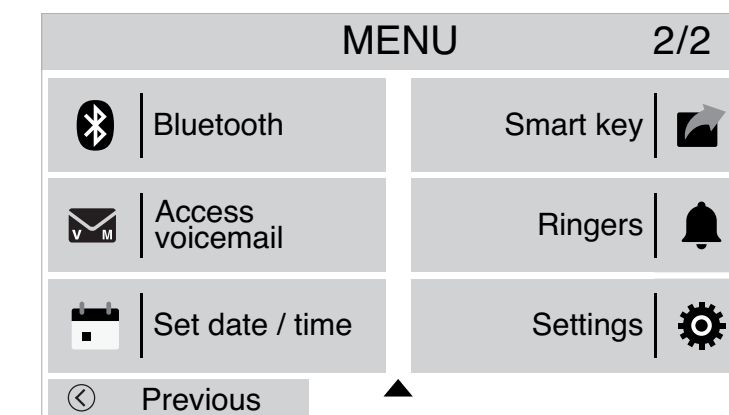 MENU 2/2
Bluetooth
Smart key
Access
voicemail
V M
Ringers
Set date / time
Settings
Previous